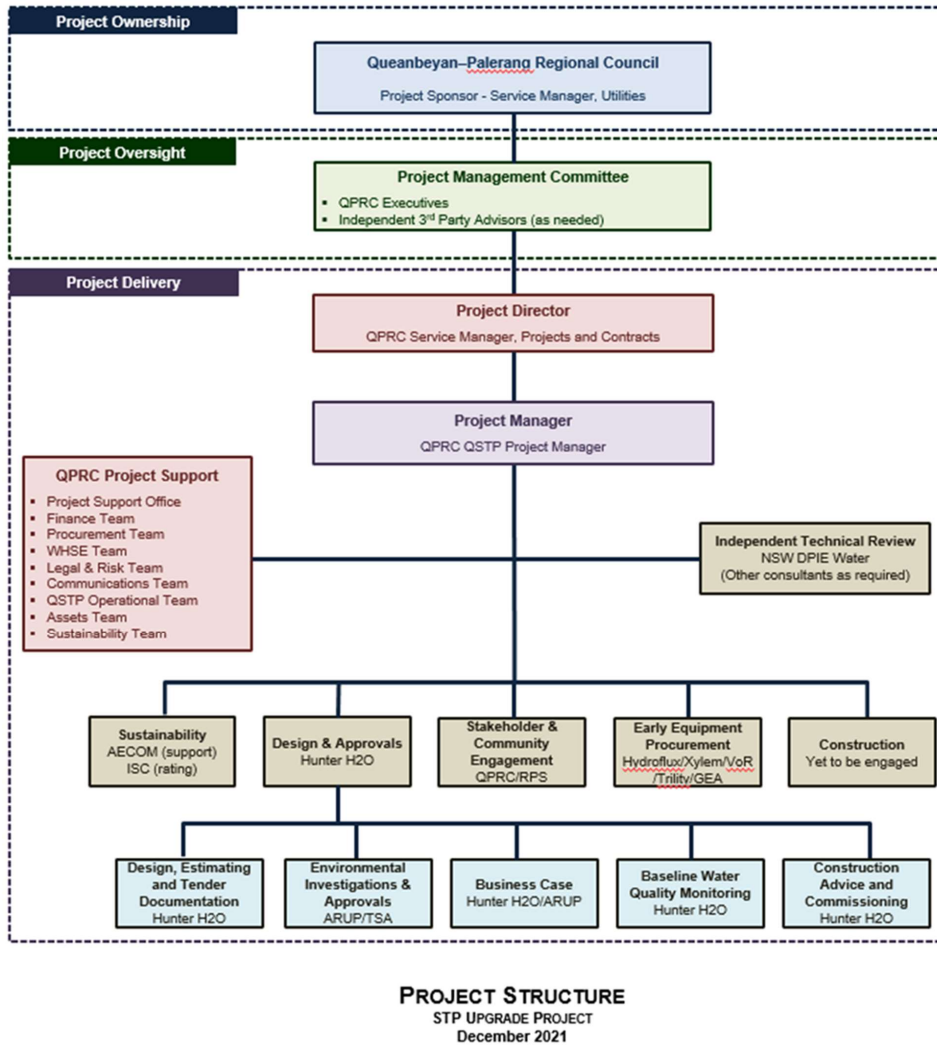 Project Ownership
Queanbeyan–Palerang Regional Council
Project Sponsor - Service Manager, Utilities
Project Oversight
Project Management Committee
▪ QPRC Executives
▪ Independent 3rd Party Advisors (as needed)
Project Delivery
Project Director
QPRC Service Manager, Projects and Contracts
Project Manager
QPRC QSTP Project Manager
QPRC Project Support
▪ Project Support Office
▪ Finance Team
▪ Procurement Team
▪ WHSE Team
▪ Legal & Risk Team
▪ Communications Team
▪ QSTP Operational Team
▪ Assets Team
▪ Sustainability Team
Independent Technical Review
NSW DPIE Water
(Other consultants as required)
Sustainability
AECOM (support)
ISC (rating)
Design & Approvals
Hunter H2O
Stakeholder &
Community
Engagement
QPRC/RPS
Early Equipment
Procurement
Hydroflux/Xylem/VoR
/Trility/GEA
Construction
Yet to be engaged
Design, Estimating
and Tender
Documentation
Hunter H2O
Environmental
Investigations &
Approvals
ARUP/TSA
Business Case
Hunter H2O/ARUP
Baseline Water
Quality Monitoring
Hunter H2O
Construction
Advice and
Commissioning
Hunter H2O
PROJECT STRUCTURE
STP UPGRADE PROJECT
December 2021